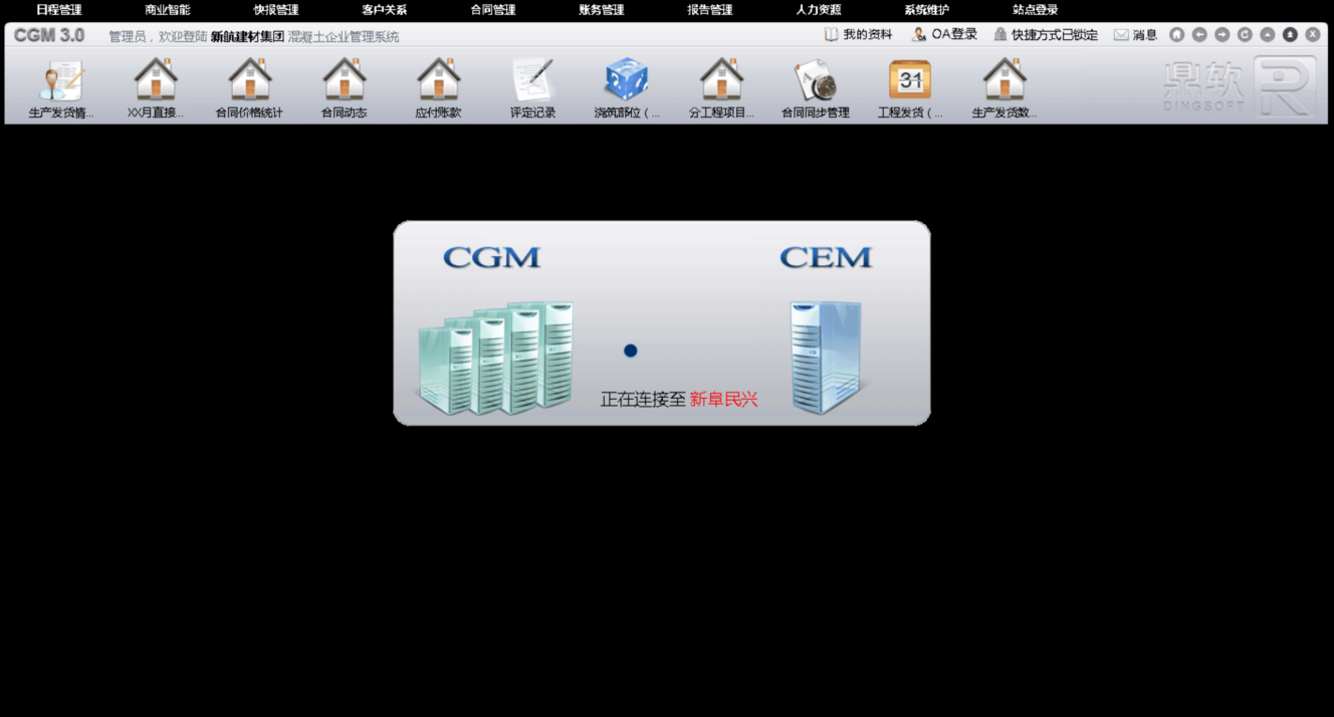 日程管理 商业智能 快报管理 客户关系 合同管理 账务管理 报告管理 人力资源 系统维护 站点登录
CGM 3.0 管理员，欢迎登陆 新航建材集团 混凝土企业管理系统 我的资料 OA登录 快捷方式已锁定 消息
31
生产发货情... XX月直接... 合同价格统计 合同动态 应付账款 评定记录 浇筑部位（... 分工程项目... 合同同步管理 工程发货（... 生产发货数...
鼎软
DINGSOFT
R
CGM CEM
正在连接至 新阜民兴